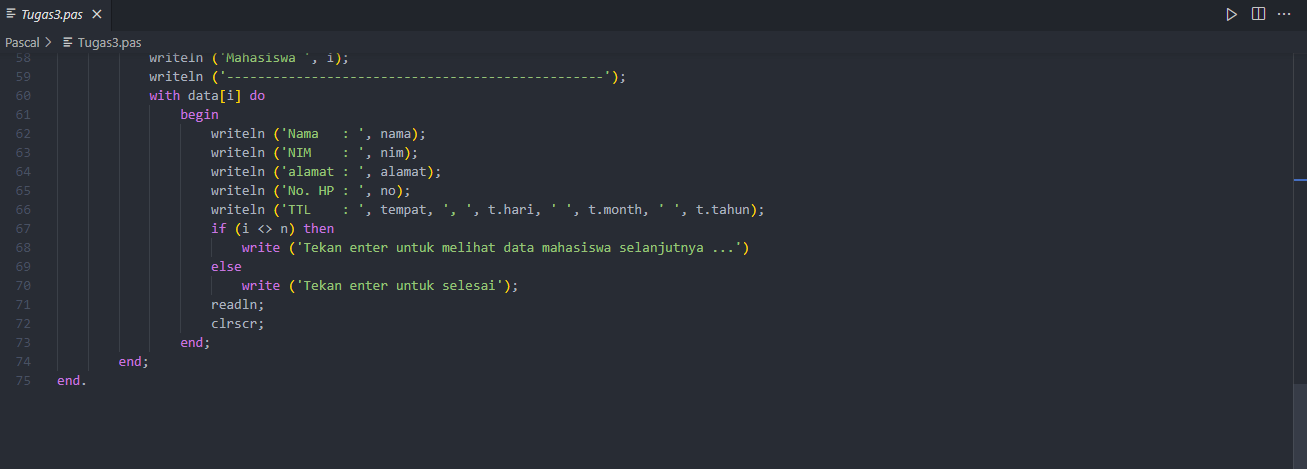 Tugas3.pas
Pascal > Tugas3.pas
58 writeln ('Mahasiswa ', i);
59 writeln ('-------------------------------------------------');
60 with data[i] do
61 begin
62 writeln ('Nama   : ', nama);
63 writeln ('NIM    : ', nim);
64 writeln ('alamat : ', alamat);
65 writeln ('No. HP : ', no);
66 writeln ('TTL    : ', tempat, ', ', t.hari, ' ', t.month, ' ', t.tahun);
67 if (i <> n) then
68 write ('Tekan enter untuk melihat data mahasiswa selanjutnya ...')
69 else
70 write ('Tekan enter untuk selesai');
71 readln;
72 clrscr;
73 end;
74 end;
75 end.